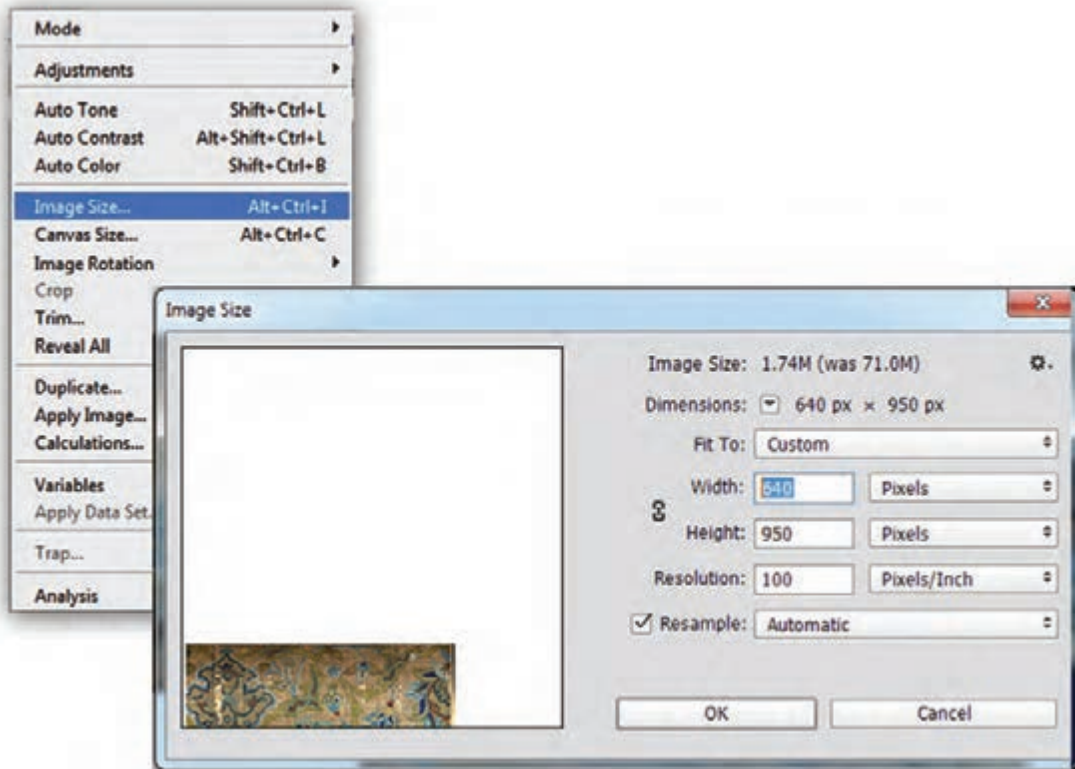 Mode
Adjustments
Auto Tone Shift+Ctrl+L
Auto Contrast Alt+Shift+Ctrl+L
Auto Color Shift+Ctrl+B
Image Size... Alt+Ctrl+I
Canvas Size... Alt+Ctrl+C
Image Rotation
Crop
Trim...
Reveal All
Duplicate...
Apply Image...
Calculations...
Variables
Apply Data Set.
Trap...
Analysis
Image Size
Image Size: 1.74M (was 71.0M)
Dimensions: 640 px × 950 px
Fit To: Custom
Width: 640 Pixels
Height: 950 Pixels
Resolution: 100 Pixels/Inch
Resample: Automatic
OK Cancel